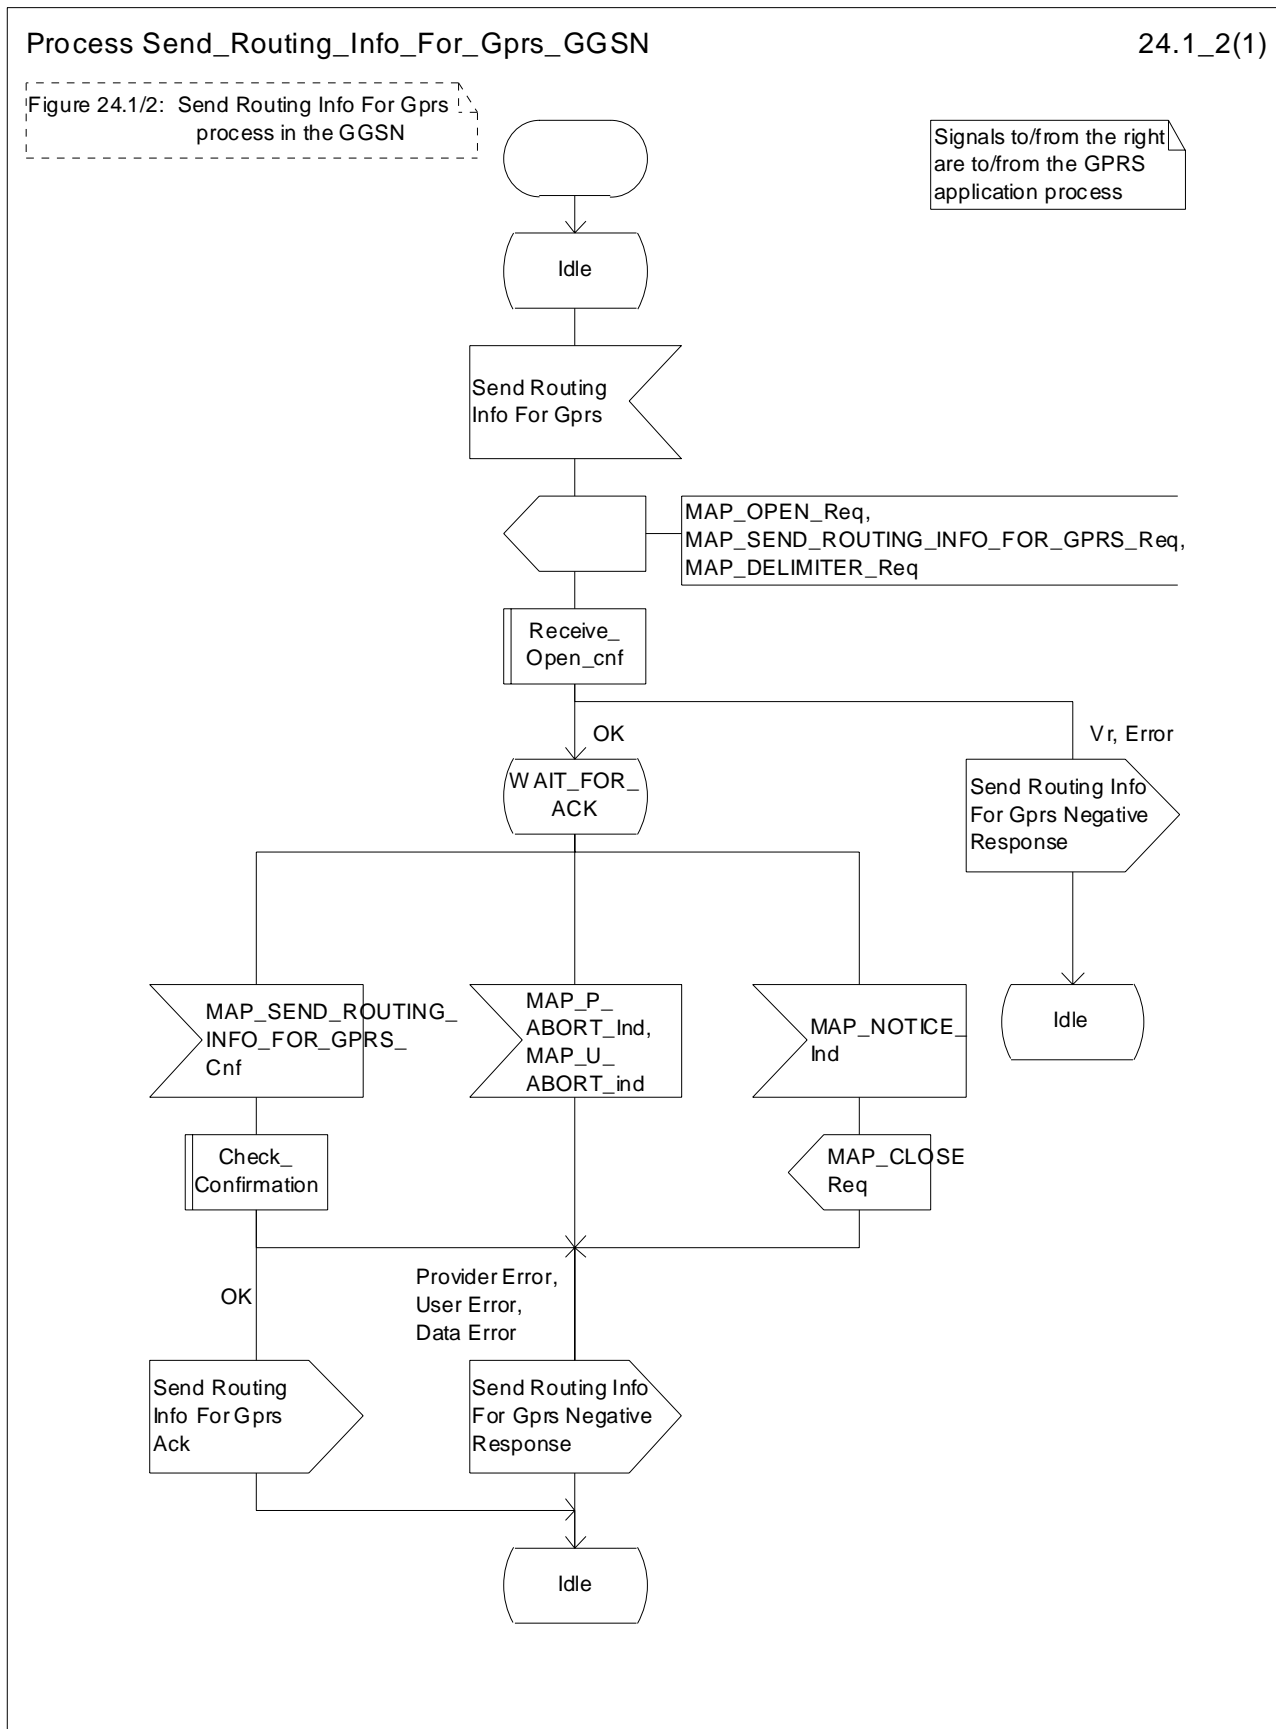 Process Send_Routing_Info_For_Gprs_GGSN
24.1_2(1)
Figure 24.1/2: Send Routing Info For Gprs
process in the GGSN
Signals to/from the right
are to/from the GPRS
application process
Idle
Send Routing
Info For Gprs
MAP_OPEN_Req,
MAP_SEND_ROUTING_INFO_FOR_GPRS_Req,
MAP_DELIMITER_Req
Receive_
Open_cnf
OK
Vr, Error
WAIT_FOR_
ACK
Send Routing Info
For Gprs Negative
Response
MAP_SEND_ROUTING_
INFO_FOR_GPRS_
Cnf
MAP_P_
ABORT_Ind,
MAP_U_
ABORT_ind
MAP_NOTICE_
Ind
Idle
Check_
Confirmation
MAP_CLOSE
Req
OK
Provider Error,
User Error,
Data Error
Send Routing
Info For Gprs
Ack
Send Routing Info
For Gprs Negative
Response
Idle